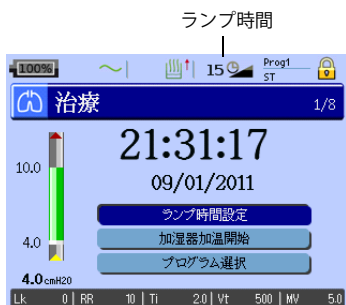 ランプ時間
100% 15 Prog1
ST
治療 1/8
21:31:17
10.0
09/01/2011
ランプ時間設定
加湿器加温開始
4.0
プログラム選択
4.0 cmH20
Lk 0 RR 10 Ti 2.0 Vt 500 MV 5.0